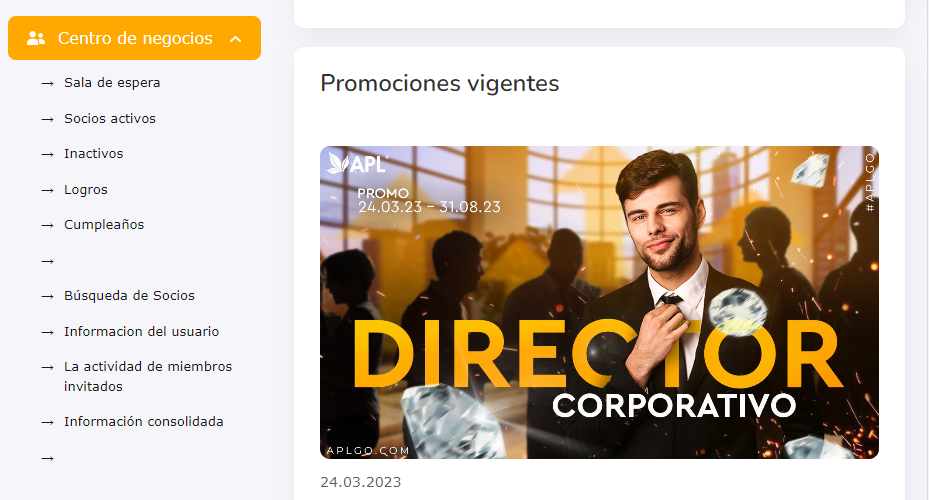 Centro de negocios
→ Sala de espera
→ Socios activos
→ Inactivos
→ Logros
→ Cumpleaños
→
→ Búsqueda de Socios
→ Informacion del usuario
→ La actividad de miembros
invitados
→ Información consolidada
→
Promociones vigentes
APL
PROMO
24.03.23 – 31.08.23
#APLGO
DIRECTOR
CORPORATIVO
APLGO.COM
24.03.2023